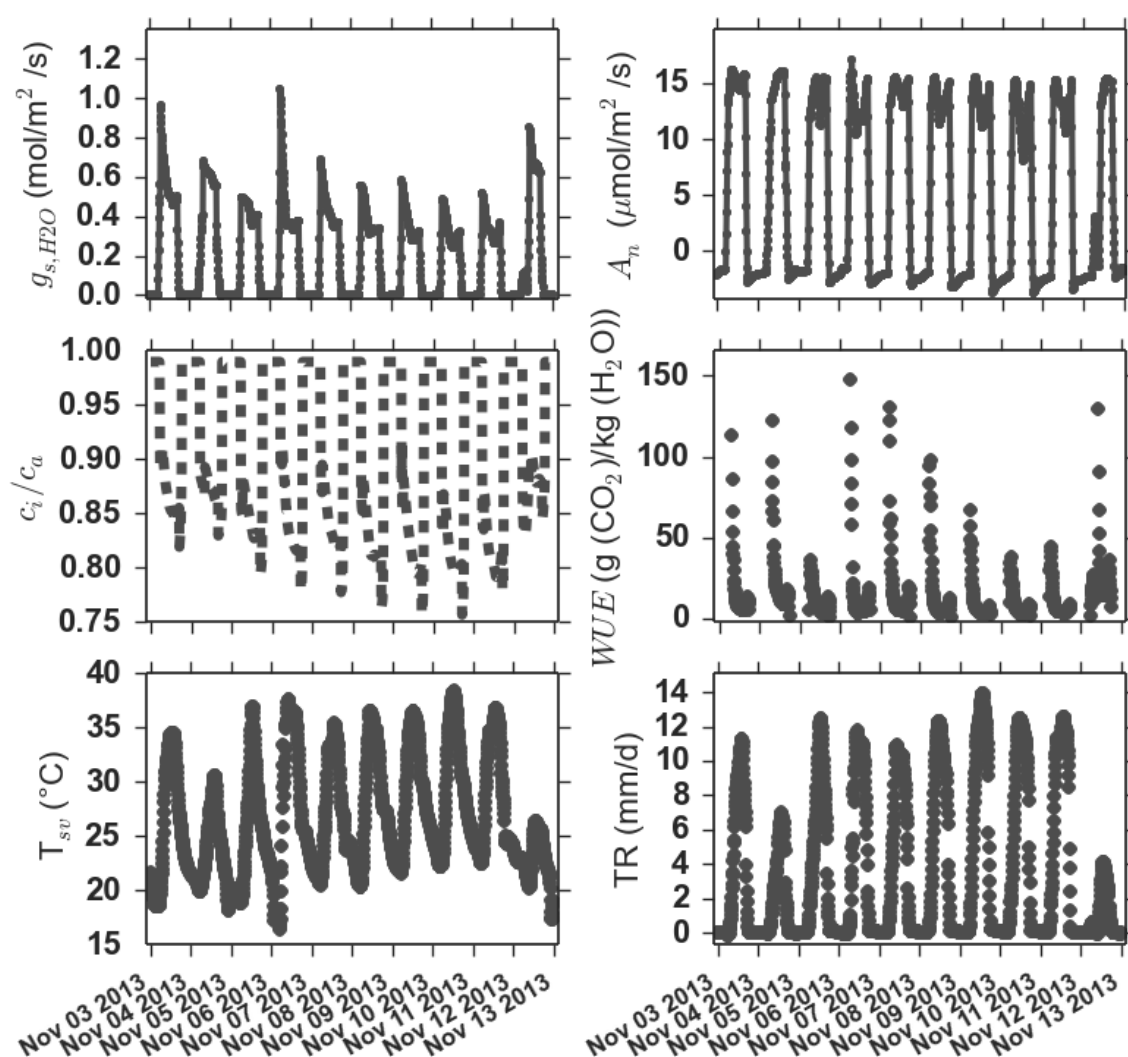 g_{s,H2O} (mol/m² /s)
1.2
1.0
0.8
0.6
0.4
0.2
0.0
A_n (μmol/m² /s)
15
10
5
0
c_i/c_a
1.00
0.95
0.90
0.85
0.80
0.75
WUE (g (CO₂)/kg (H₂O))
150
100
50
0
T_{sv} (°C)
40
35
30
25
20
15
TR (mm/d)
14
12
10
8
6
4
2
0
Nov 03 2013
Nov 04 2013
Nov 05 2013
Nov 06 2013
Nov 07 2013
Nov 08 2013
Nov 09 2013
Nov 10 2013
Nov 11 2013
Nov 12 2013
Nov 13 2013
Nov 03 2013
Nov 04 2013
Nov 05 2013
Nov 06 2013
Nov 07 2013
Nov 08 2013
Nov 09 2013
Nov 10 2013
Nov 11 2013
Nov 12 2013
Nov 13 2013